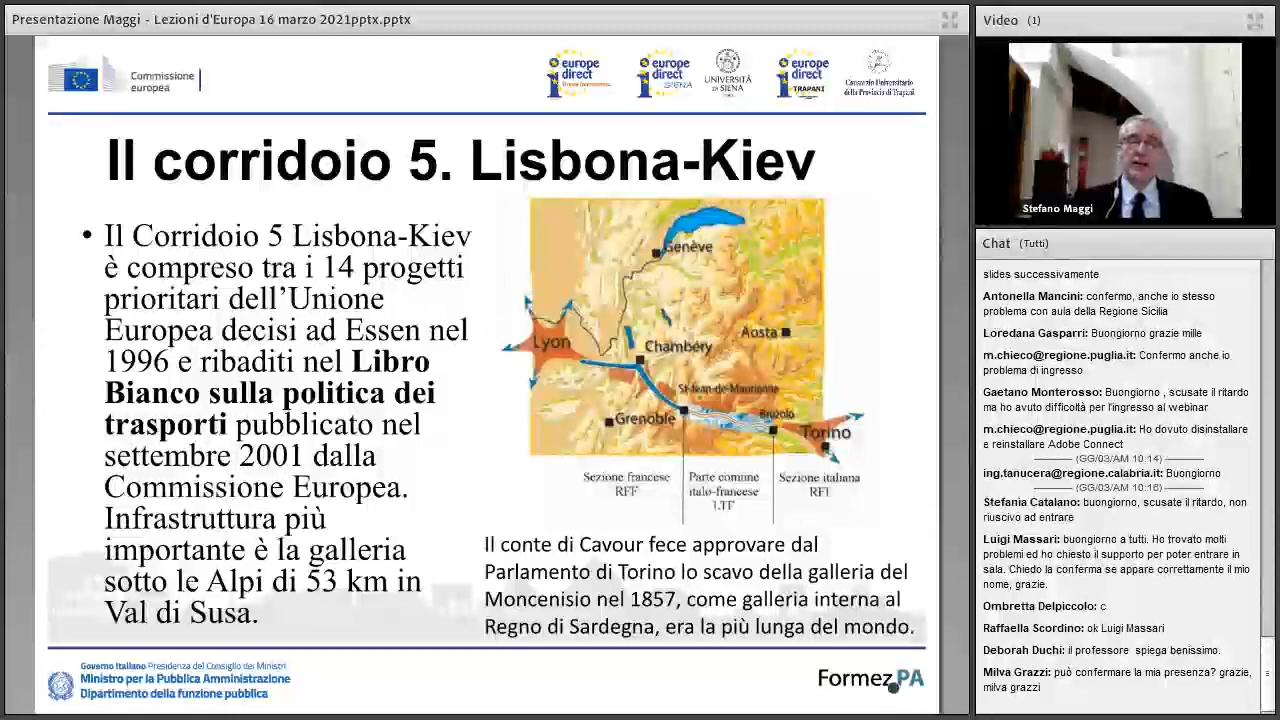 Presentazione Maggi - Lezioni d'Europa 16 marzo 2021pptx.pptx
Commissione
europea
europe
direct
europe
direct
SIENA
UNIVERSITÀ
DI SIENA
europe
direct
TRAPANI
Consorzio Universitario
della Provincia di Trapani
Il corridoio 5. Lisbona-Kiev
• Il Corridoio 5 Lisbona-Kiev
è compreso tra i 14 progetti
prioritari dell'Unione
Europea decisi ad Essen nel
1996 e ribaditi nel Libro
Bianco sulla politica dei
trasporti pubblicato nel
settembre 2001 dalla
Commissione Europea.
Infrastruttura più
importante è la galleria
sotto le Alpi di 53 km in
Val di Susa.
Genève
Aosta
Lyon
Chambéry
St-Jean-de-Maurienne
Grenoble
Bruzolo
Torino
Sezione francese
RFF
Parte comune
italo-francese
LTF
Sezione italiana
RFI
Il conte di Cavour fece approvare dal
Parlamento di Torino lo scavo della galleria del
Moncenisio nel 1857, come galleria interna al
Regno di Sardegna, era la più lunga del mondo.
Governo Italiano Presidenza del Consiglio dei Ministri
Ministro per la Pubblica Amministrazione
Dipartimento della funzione pubblica
Formez PA
Video (1)
Stefano Maggi
Chat (Tutti)
slides successivamente
Antonella Mancini: confermo, anche io stesso
problema con aula della Regione Sicilia
Loredana Gasparri: Buongiorno grazie mille
m.chieco@regione.puglia.it: Confermo anche io
problema di ingresso
Gaetano Monterosso: Buongiorno , scusate il ritardo
ma ho avuto difficoltà per l'ingresso al webinar
m.chieco@regione.puglia.it: Ho dovuto disinstallare
e reinstallare Adobe Connect
(GG/03/AM 10:14)
ing.tanucera@regione.calabria.it: Buongiorno
(GG/03/AM 10:16)
Stefania Catalano: buongiorno, scusate il ritardo, non
riuscivo ad entrare
Luigi Massari: buongiorno a tutti. Ho trovato molti
problemi ed ho chiesto il supporto per poter entrare in
sala. Chiedo la conferma se appare correttamente il mio
nome, grazie.
Ombretta Delpiccolo: c
Raffaella Scordino: ok Luigi Massari
Deborah Duchi: il professore spiega benissimo.
Milva Grazzi: può confermare la mia presenza? grazie,
milva grazzi